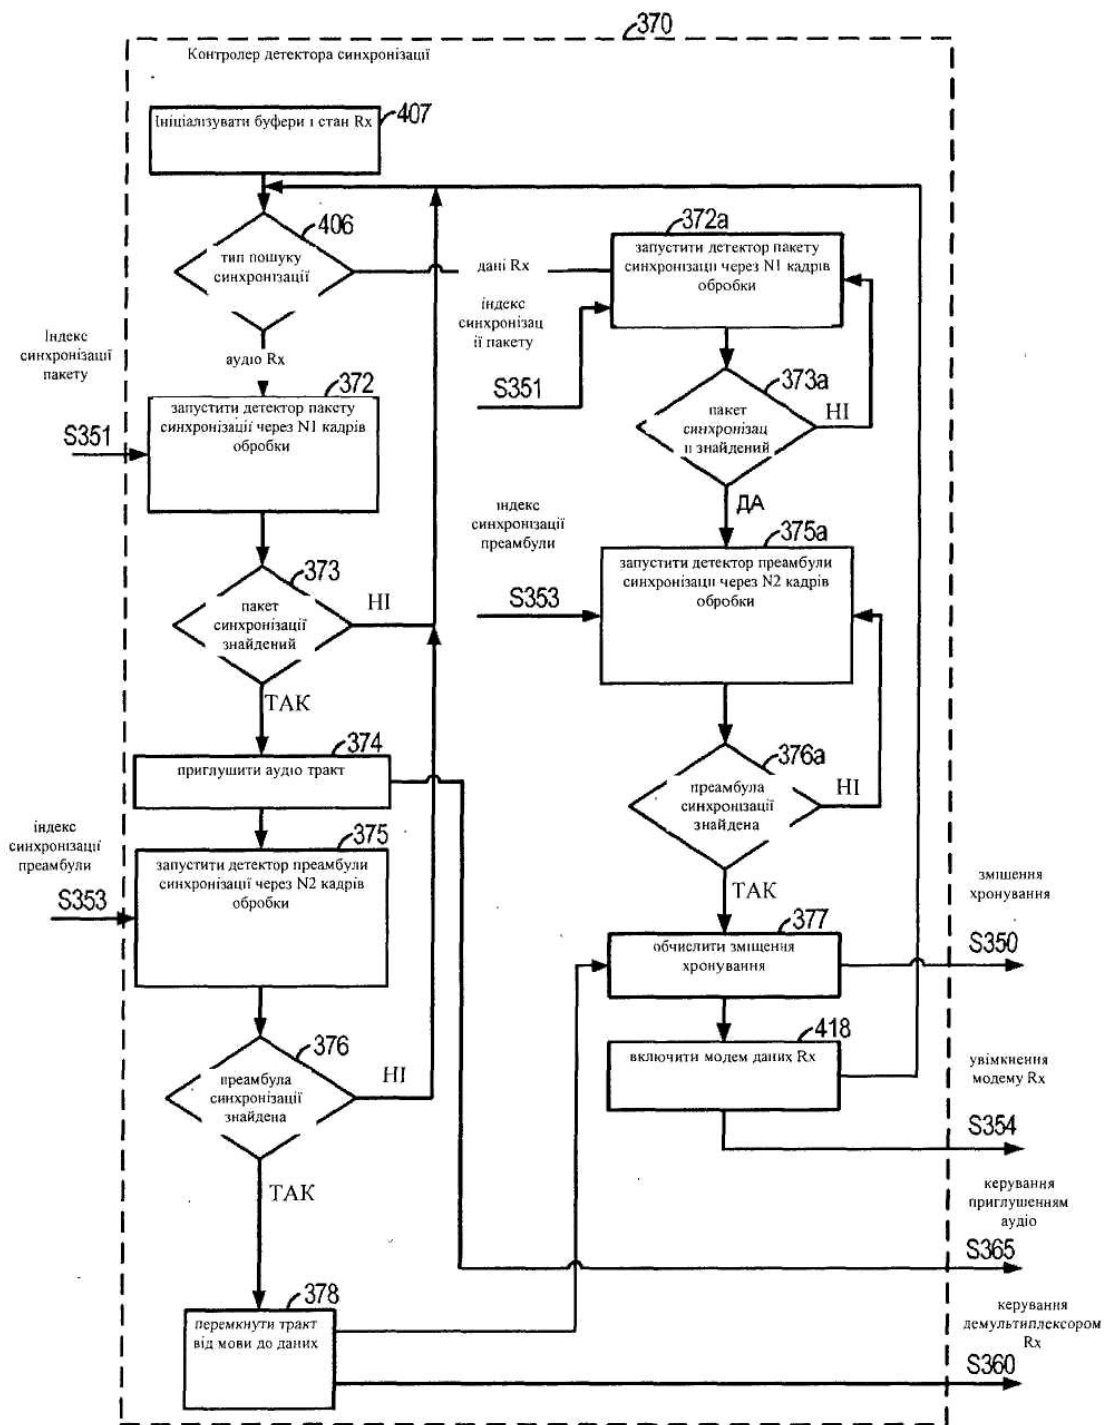 370
Контролер детектора синхронізації
Ініціалізувати буфери і стан Rx
407
406
тип пошуку
синхронізації
дані Rx
аудіо Rx
372a
запустити детектор пакету
синхронізації через N1 кадрів
обробки
індекс
синхронізац
ії пакету
S351
Індекс
синхронізації
пакету
S351
372
запустити детектор пакету
синхронізації через N1 кадрів
обробки
373a
пакет
синхронізац
ії знайдений
НІ
ДА
373
пакет
синхронізації
знайдений
НІ
ТАК
індекс
синхронізації
преамбули
S353
375a
запустити детектор преамбули
синхронізації через N2 кадрів
обробки
374
приглушити аудіо тракт
376a
преамбула
синхронізації
знайдена
НІ
ТАК
індекс
синхронізації
преамбули
S353
375
запустити детектор преамбули
синхронізації через N2 кадрів
обробки
377
обчислити зміщення
хронування
зміщення
хронування
S350
376
преамбула
синхронізації
знайдена
НІ
ТАК
418
включити модем даних Rx
увімкнення
модему Rx
S354
керування
приглушенням
аудіо
S365
378
перемкнути тракт
від мови до даних
керування
демультиплексором
Rx
S360